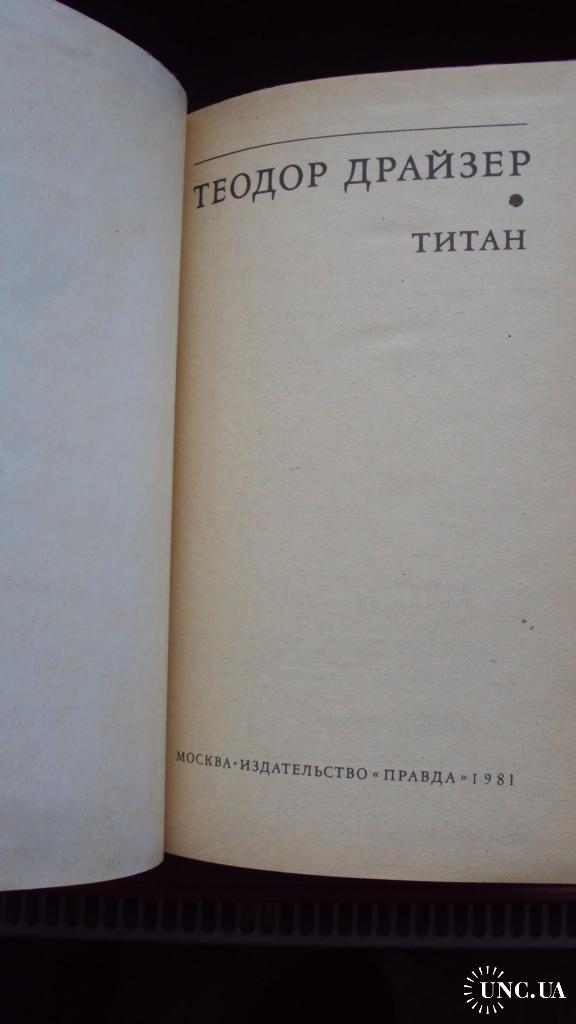 ТЕОДОР ДРАЙЗЕР
•
ТИТАН
МОСКВА • ИЗДАТЕЛЬСТВО «ПРАВДА» 1981
UNC.UA